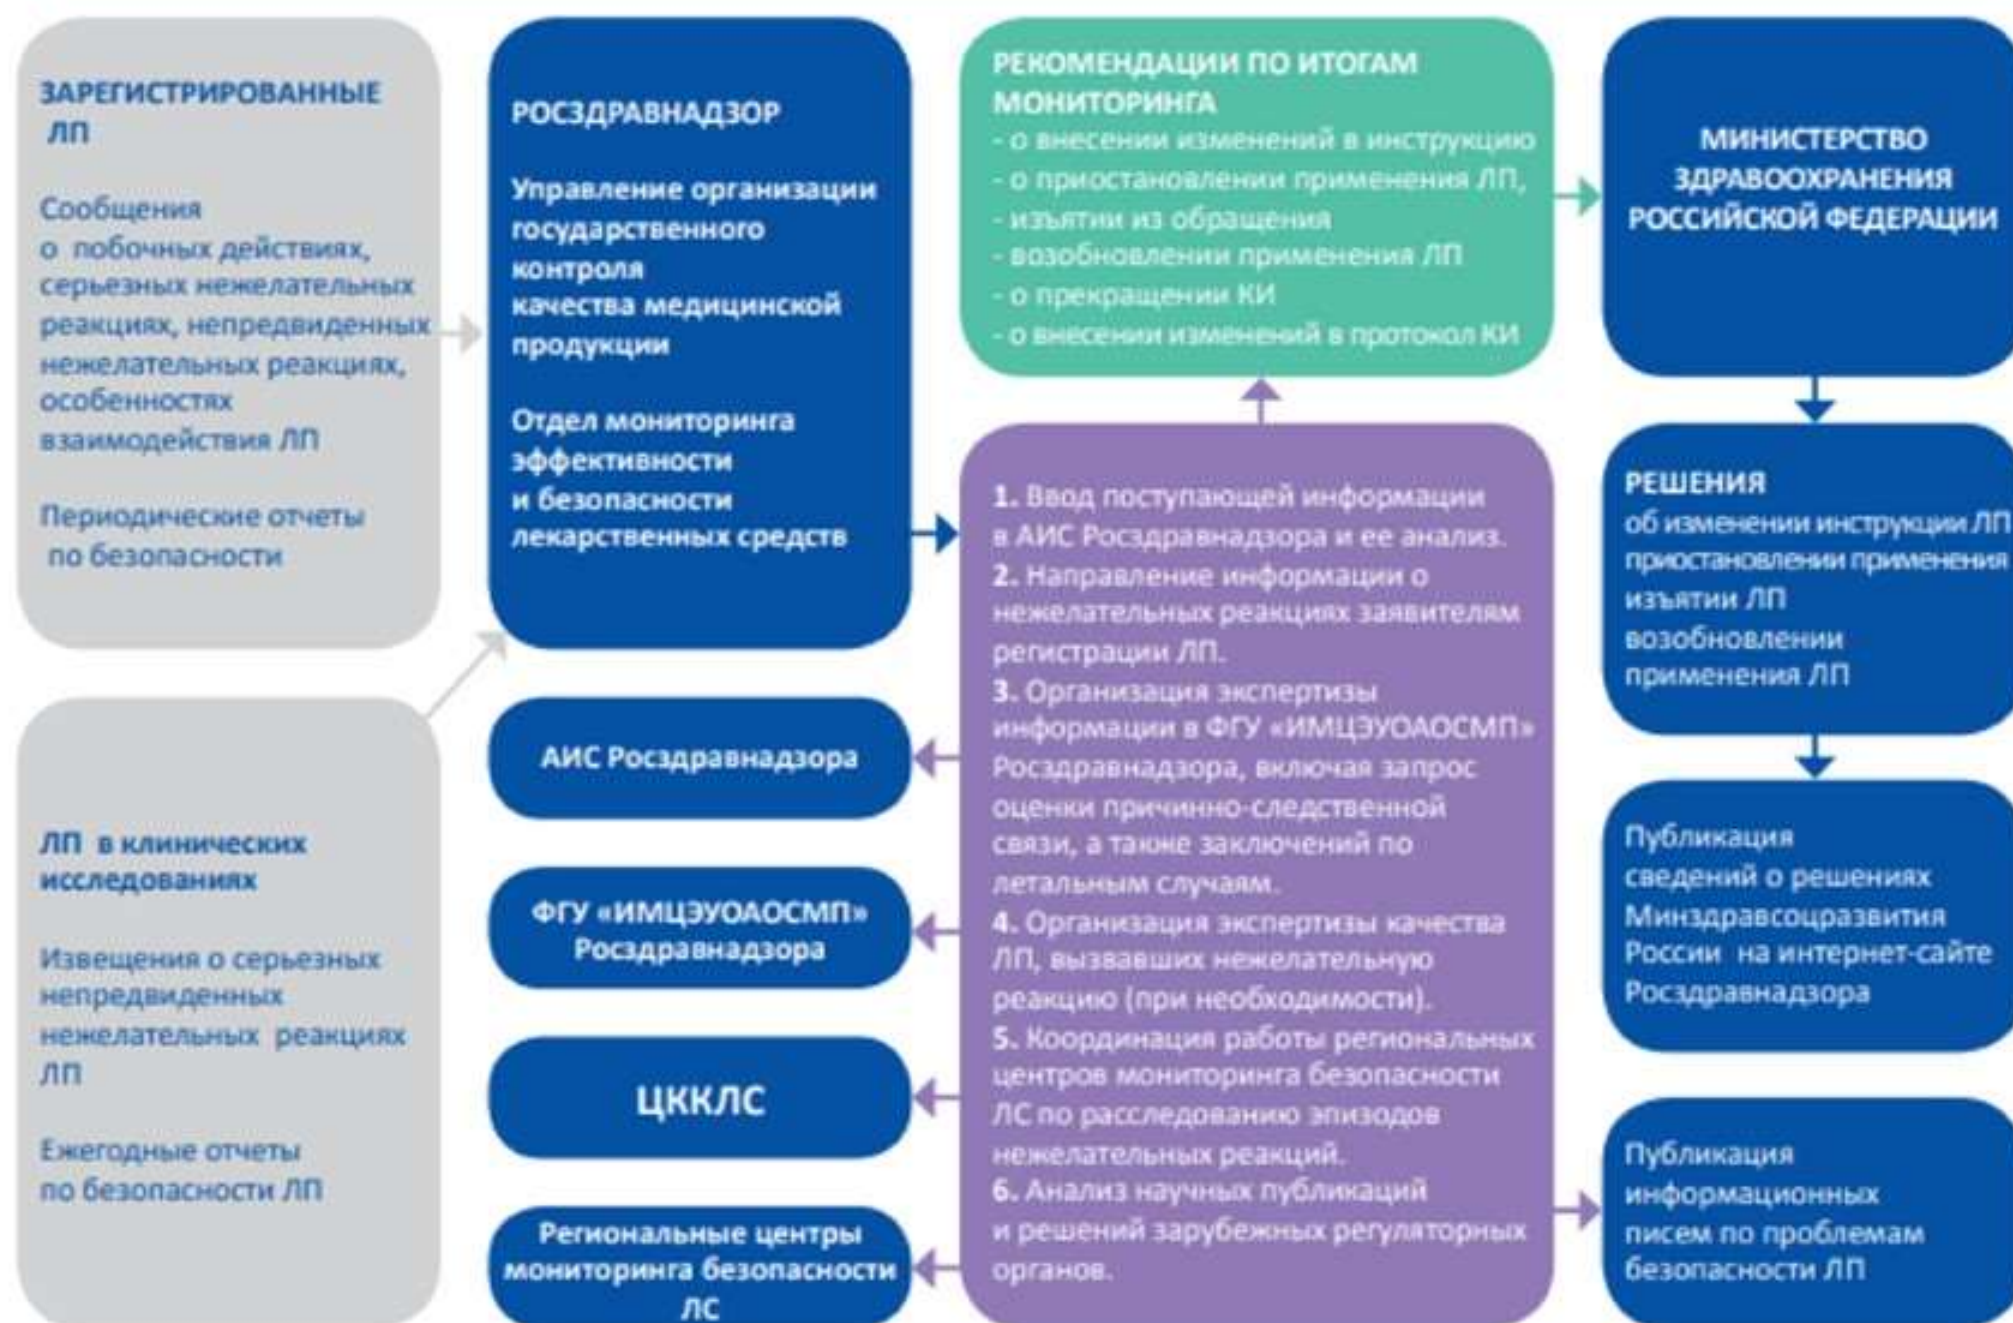 ЗАРЕГИСТРИРОВАННЫЕ
ЛП
Сообщения
о побочных действиях,
серьезных нежелательных
реакциях, непредвиденных
нежелательных реакциях,
особенностях
взаимодействия ЛП
Периодические отчеты
по безопасности
ЛП в клинических
исследованиях
Извещения о серьезных
непредвиденных
нежелательных реакциях
ЛП
Ежегодные отчеты
по безопасности ЛП
РОСЗДРАВНАДЗОР
Управление организации
государственного
контроля
качества медицинской
продукции
Отдел мониторинга
эффективности
и безопасности
лекарственных средств
АИС Росздравнадзора
ФГУ «ИМЦЭУОАОСМП»
Росздравнадзора
ЦККЛС
Региональные центры
мониторинга безопасности
ЛС
РЕКОМЕНДАЦИИ ПО ИТОГАМ
МОНИТОРИНГА
- о внесении изменений в инструкцию
- о приостановлении применения ЛП,
- изъятии из обращения
- возобновлении применения ЛП
- о прекращении КИ
- о внесении изменений в протокол КИ
1. Ввод поступающей информации
в АИС Росздравнадзора и ее анализ.
2. Направление информации о
нежелательных реакциях заявителям
регистрации ЛП.
3. Организация экспертизы
информации в ФГУ «ИМЦЭУОАОСМП»
Росздравнадзора, включая запрос
оценки причинно-следственной
связи, а также заключений по
летальным случаям.
4. Организация экспертизы качества
ЛП, вызвавших нежелательную
реакцию (при необходимости).
5. Координация работы региональных
центров мониторинга безопасности
ЛС по расследованию эпизодов
нежелательных реакций.
6. Анализ научных публикаций
и решений зарубежных регуляторных
органов.
МИНИСТЕРСТВО
ЗДРАВООХРАНЕНИЯ
РОССИЙСКОЙ ФЕДЕРАЦИИ
РЕШЕНИЯ
об изменении инструкции ЛП
приостановлении применения
изъятии ЛП
возобновлении
применения ЛП
Публикация
сведений о решениях
Минздравсоцразвития
России на интернет-сайте
Росздравнадзора
Публикация
информационных
писем по проблемам
безопасности ЛП